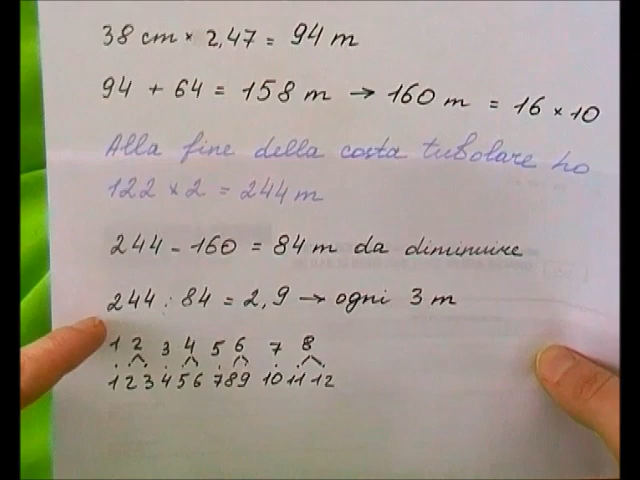 38 cm × 2,47 = 94 m
94 + 64 = 158 m → 160 m = 16 × 10
Alla fine della costa tubolare ho
122 × 2 = 244 m
244 - 160 = 84 m da diminuire
244 : 84 = 2,9 → ogni 3 m
1 2 3 4 5 6 7 8
1 2 3 4 5 6 7 8 9 10 11 12